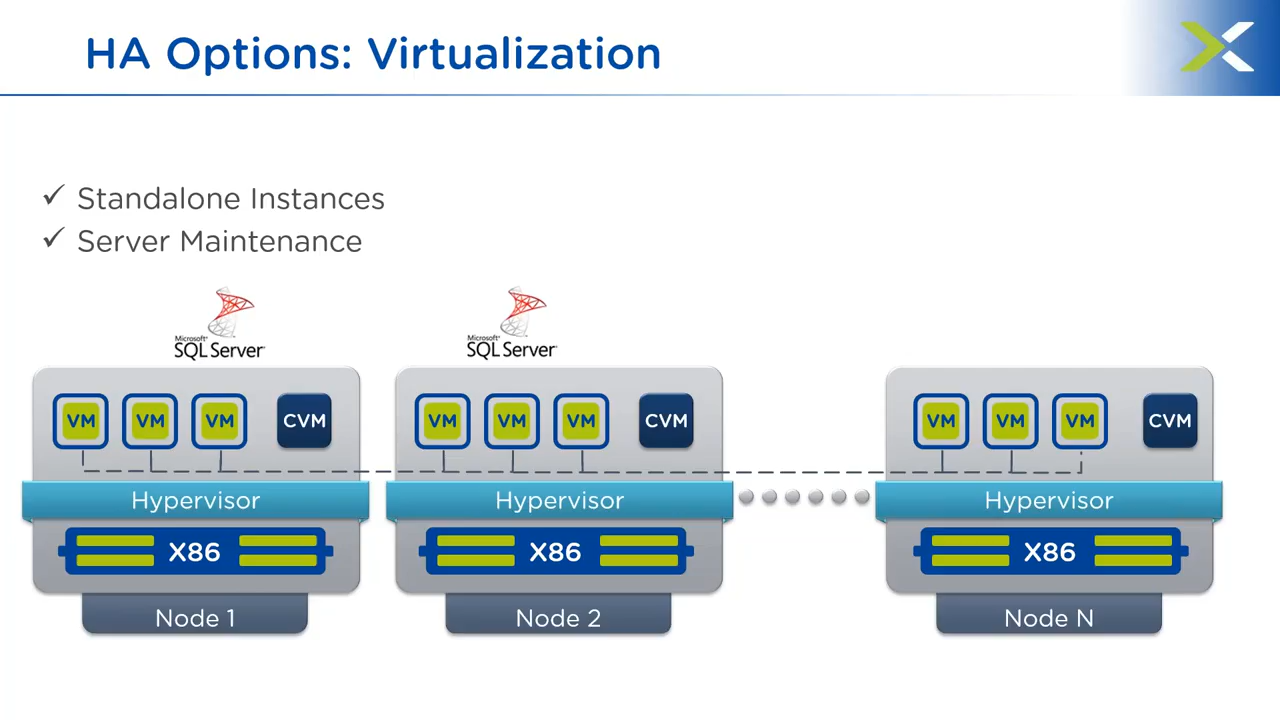 HA Options: Virtualization
✓ Standalone Instances
✓ Server Maintenance
Microsoft® SQL Server®
Microsoft® SQL Server®
VM VM VM CVM
VM VM VM CVM
VM VM VM CVM
Hypervisor
Hypervisor
Hypervisor
X86
X86
X86
Node 1
Node 2
Node N